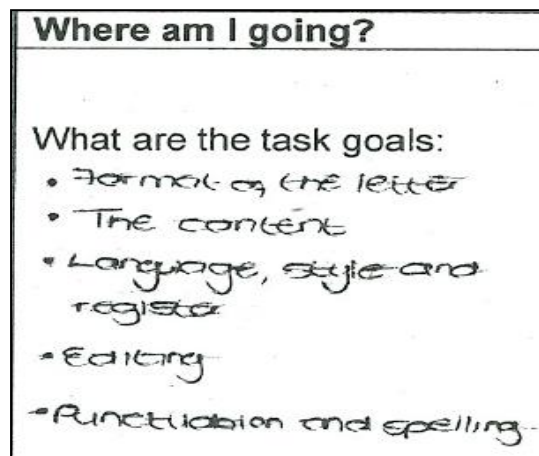 Where am I going?
What are the task goals:
• Format of the letter
• The content
• Language, style and
register
• Editing
• Punctuation and spelling